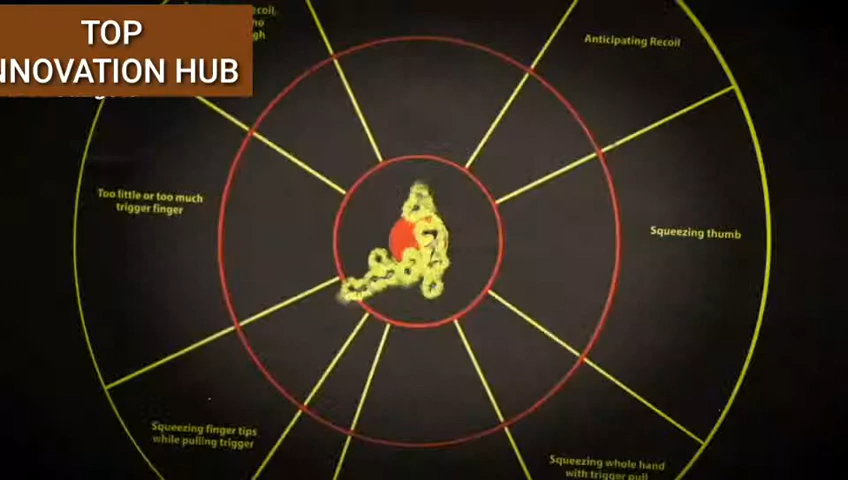 TOP
NNOVATION HUB
Anticipating Recoil
Too little or too much
trigger finger
Squeezing thumb
Squeezing finger tips
while pulling trigger
Squeezing whole hand
with trigger pull